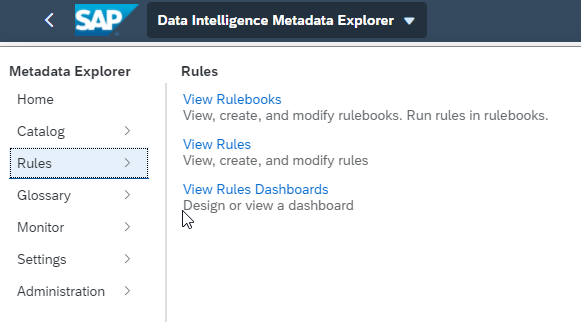 SAP
Data Intelligence Metadata Explorer
Metadata Explorer
Home
Catalog
Rules
Glossary
Monitor
Settings
Administration
Rules
View Rulebooks
View, create, and modify rulebooks. Run rules in rulebooks.
View Rules
View, create, and modify rules
View Rules Dashboards
Design or view a dashboard